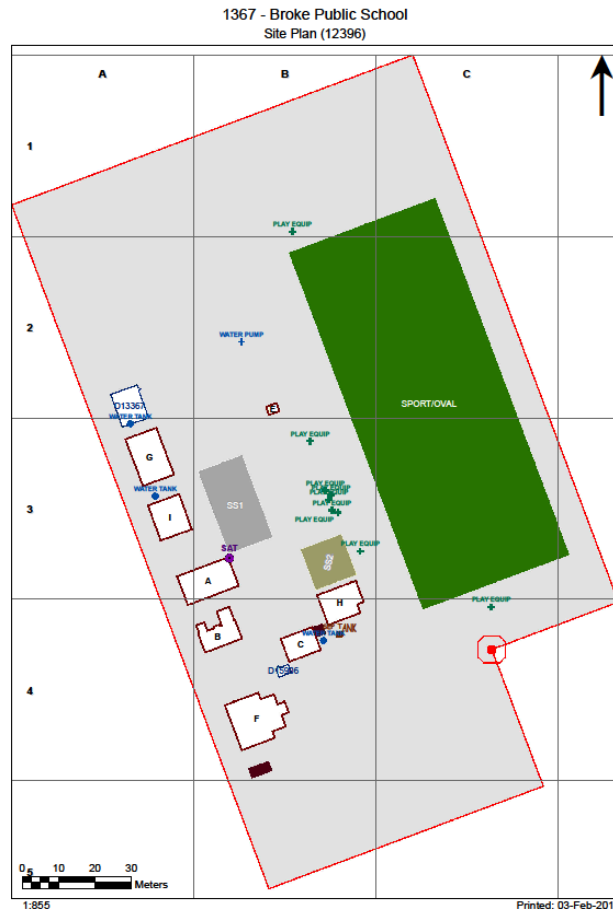 1367 - Broke Public School
Site Plan (12396)
A
B
C
1
PLAY EQUIP
2
WATER PUMP
D13367
WATER TANK
E
SPORT/OVAL
PLAY EQUIP
G
WATER TANK
PLAY EQUIP
PLAY EQUIP
3
SS1
I
PLAY EQUIP
SAT
PLAY EQUIP
SS2
A
H
PLAY EQUIP
B
TANK
WATER TANK
C
4
F
0 10 20 30
Meters
5
1:855
Printed: 03-Feb-201